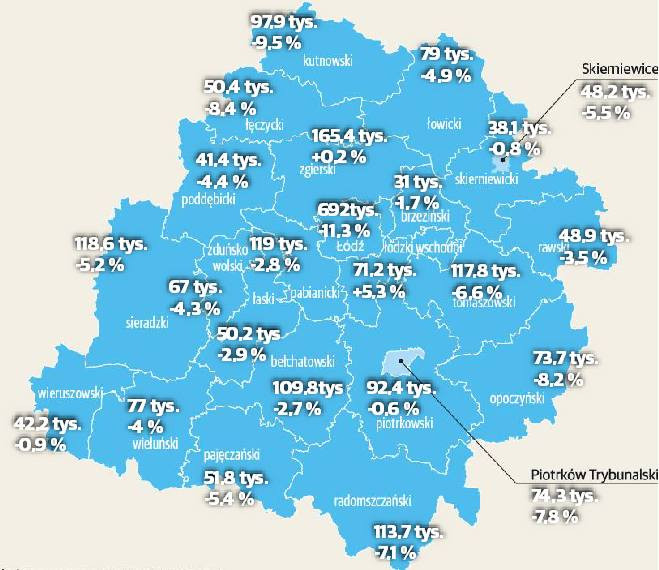 97,9 tys.
-9,5 %
kutnowski
79 tys.
-4,9 %
łowicki
Skierniewice
48,2 tys.
-5,5 %
50,4 tys.
-8,4 %
łęczycki
165,4 tys.
+0,2 %
zgierski
38,1 tys.
-0,8 %
skierniewicki
41,4 tys.
-4,4 %
poddębicki
31 tys.
-1,7 %
brzeziński
692tys.
-11.3 %
Łódź
łódzki wschodni
118,6 tys.
-5,2 %
sieradzki
zduńsko
wolski
119 tys.
-2,8 %
pabianicki
71,2 tys.
+5,3 %
117,8 tys.
-6,6 %
tomaszowski
48,9 tys.
-3,5 %
rawski
67 tys.
-4,3 %
łaski
50,2 tys
-2,9 %
bełchatowski
109,8tys
-2,7 %
92,4 tys.
-0,6 %
piotrkowski
73,7 tys.
-8,2 %
opoczyński
wieruszowski
42,2 tys.
-0,9 %
77 tys.
-4 %
wieluński
pajęczański
51,8 tys.
-5,4 %
radomszczański
113,7 tys.
-7,1 %
Piotrków Trybunalski
74,3 tys.
-7,8 %